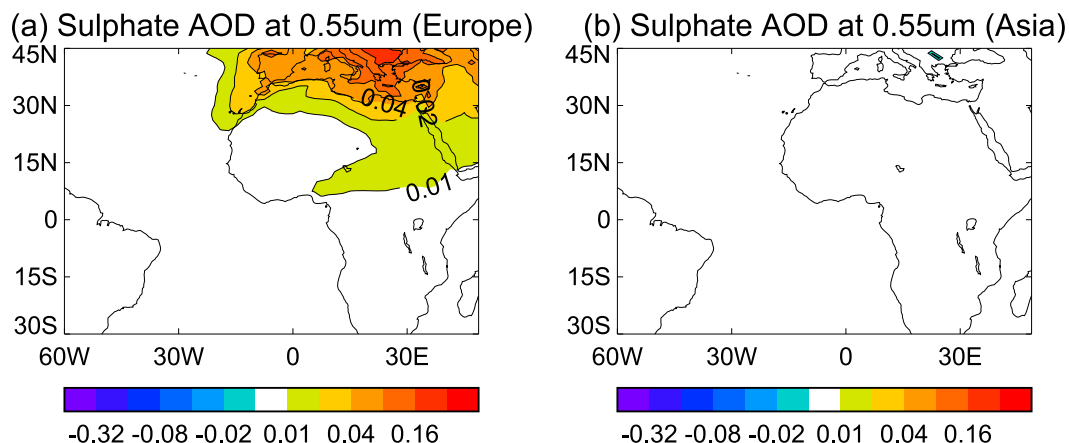 (a) Sulphate AOD at 0.55um (Europe)
45N
30N
15N
0
15S
30S
60W 30W 0 30E
0.04
0.02
0.01
-0.32 -0.08 -0.02 0.01 0.04 0.16
(b) Sulphate AOD at 0.55um (Asia)
45N
30N
15N
0
15S
30S
60W 30W 0 30E
-0.32 -0.08 -0.02 0.01 0.04 0.16